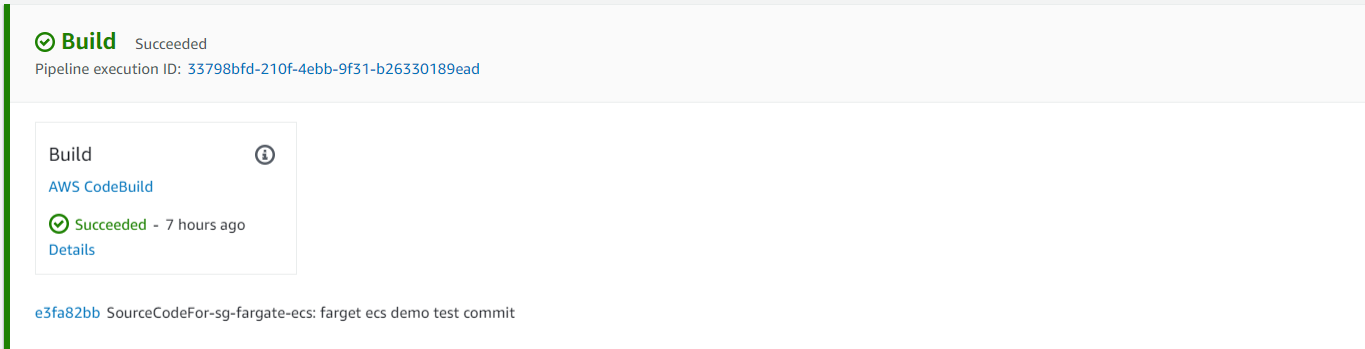 Build Succeeded
Pipeline execution ID: 33798bfd-210f-4ebb-9f31-b26330189ead
Build
AWS CodeBuild
Succeeded - 7 hours ago
Details
e3fa82bb SourceCodeFor-sg-fargate-ecs: farget ecs demo test commit